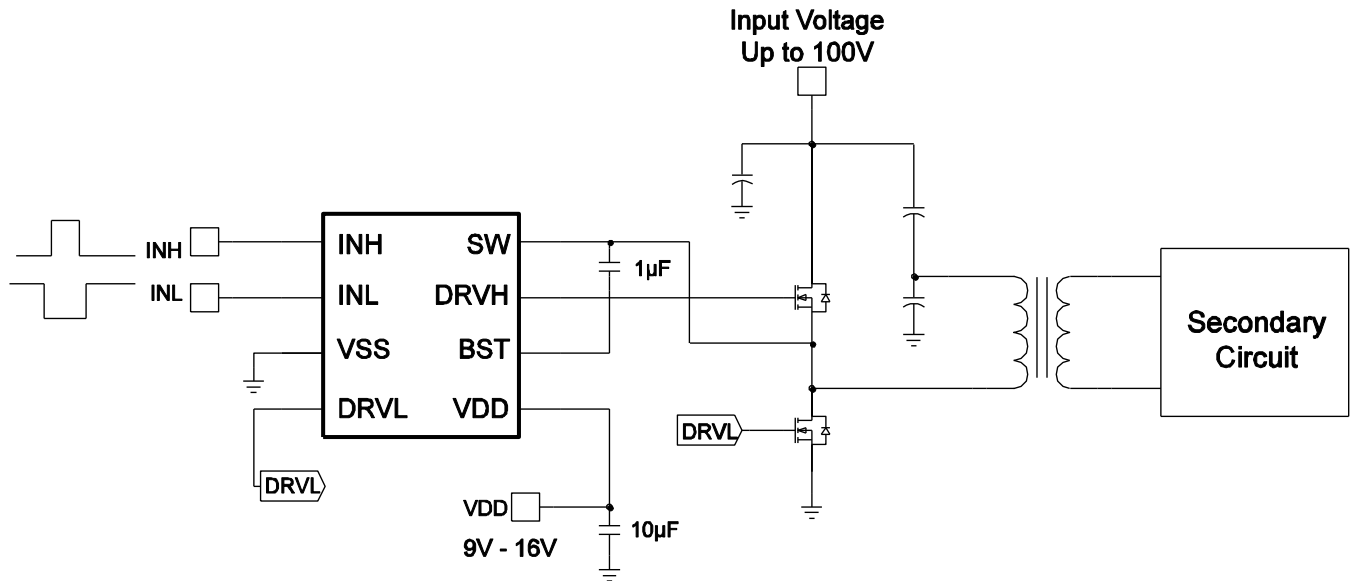 Input Voltage
Up to 100V
INH
INL
INH
INL
VSS
DRVL
SW
DRVH
BST
VDD
1µF
DRVL
DRVL
VDD
9V - 16V
10µF
Secondary
Circuit